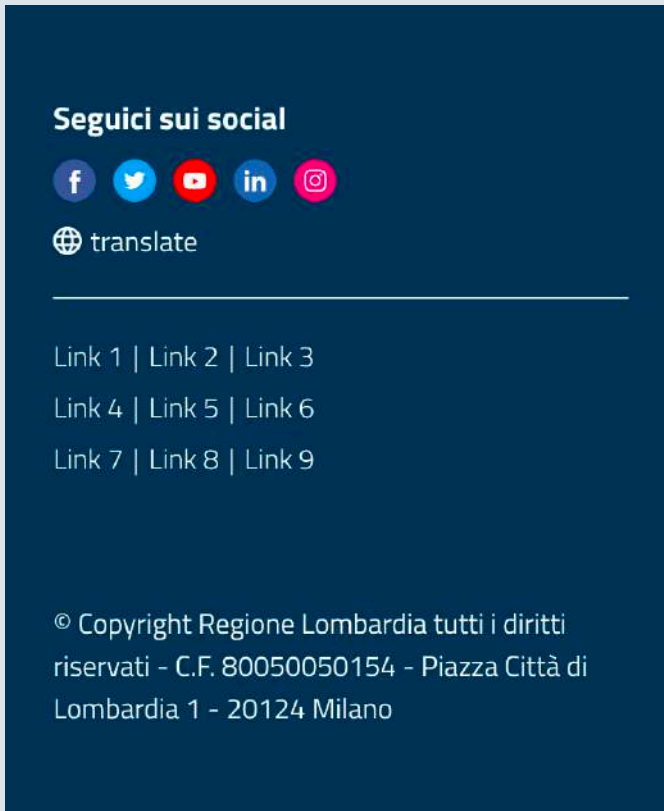 Seguici sui social
translate
Link 1 | Link 2 | Link 3
Link 4 | Link 5 | Link 6
Link 7 | Link 8 | Link 9
© Copyright Regione Lombardia tutti i diritti
riservati - C.F. 80050050154 - Piazza Città di
Lombardia 1 - 20124 Milano